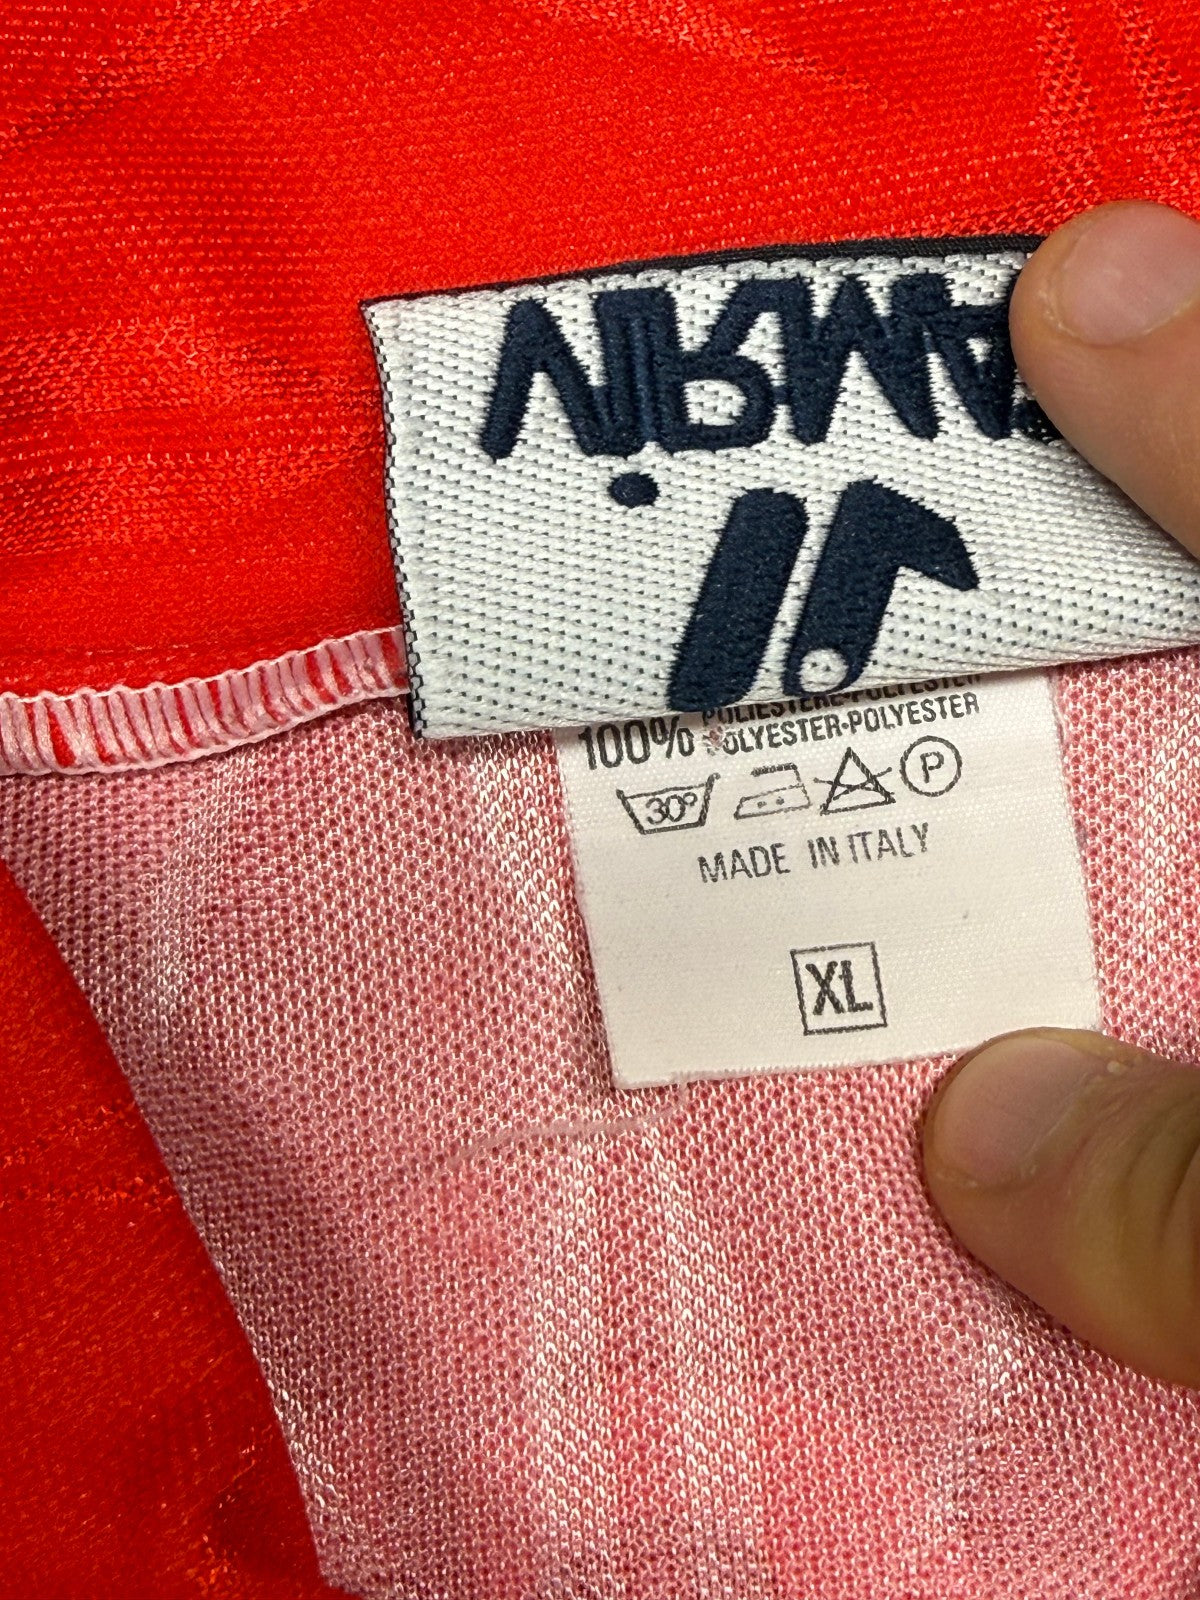 100% POLIESTERE-POLYESTER
POLYESTER-POLYESTER
30° P
MADE IN ITALY
XL